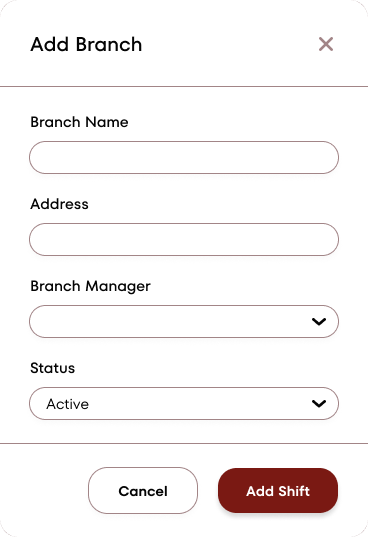 Add Branch
Branch Name
Address
Branch Manager
Status
Active
Cancel
Add Shift